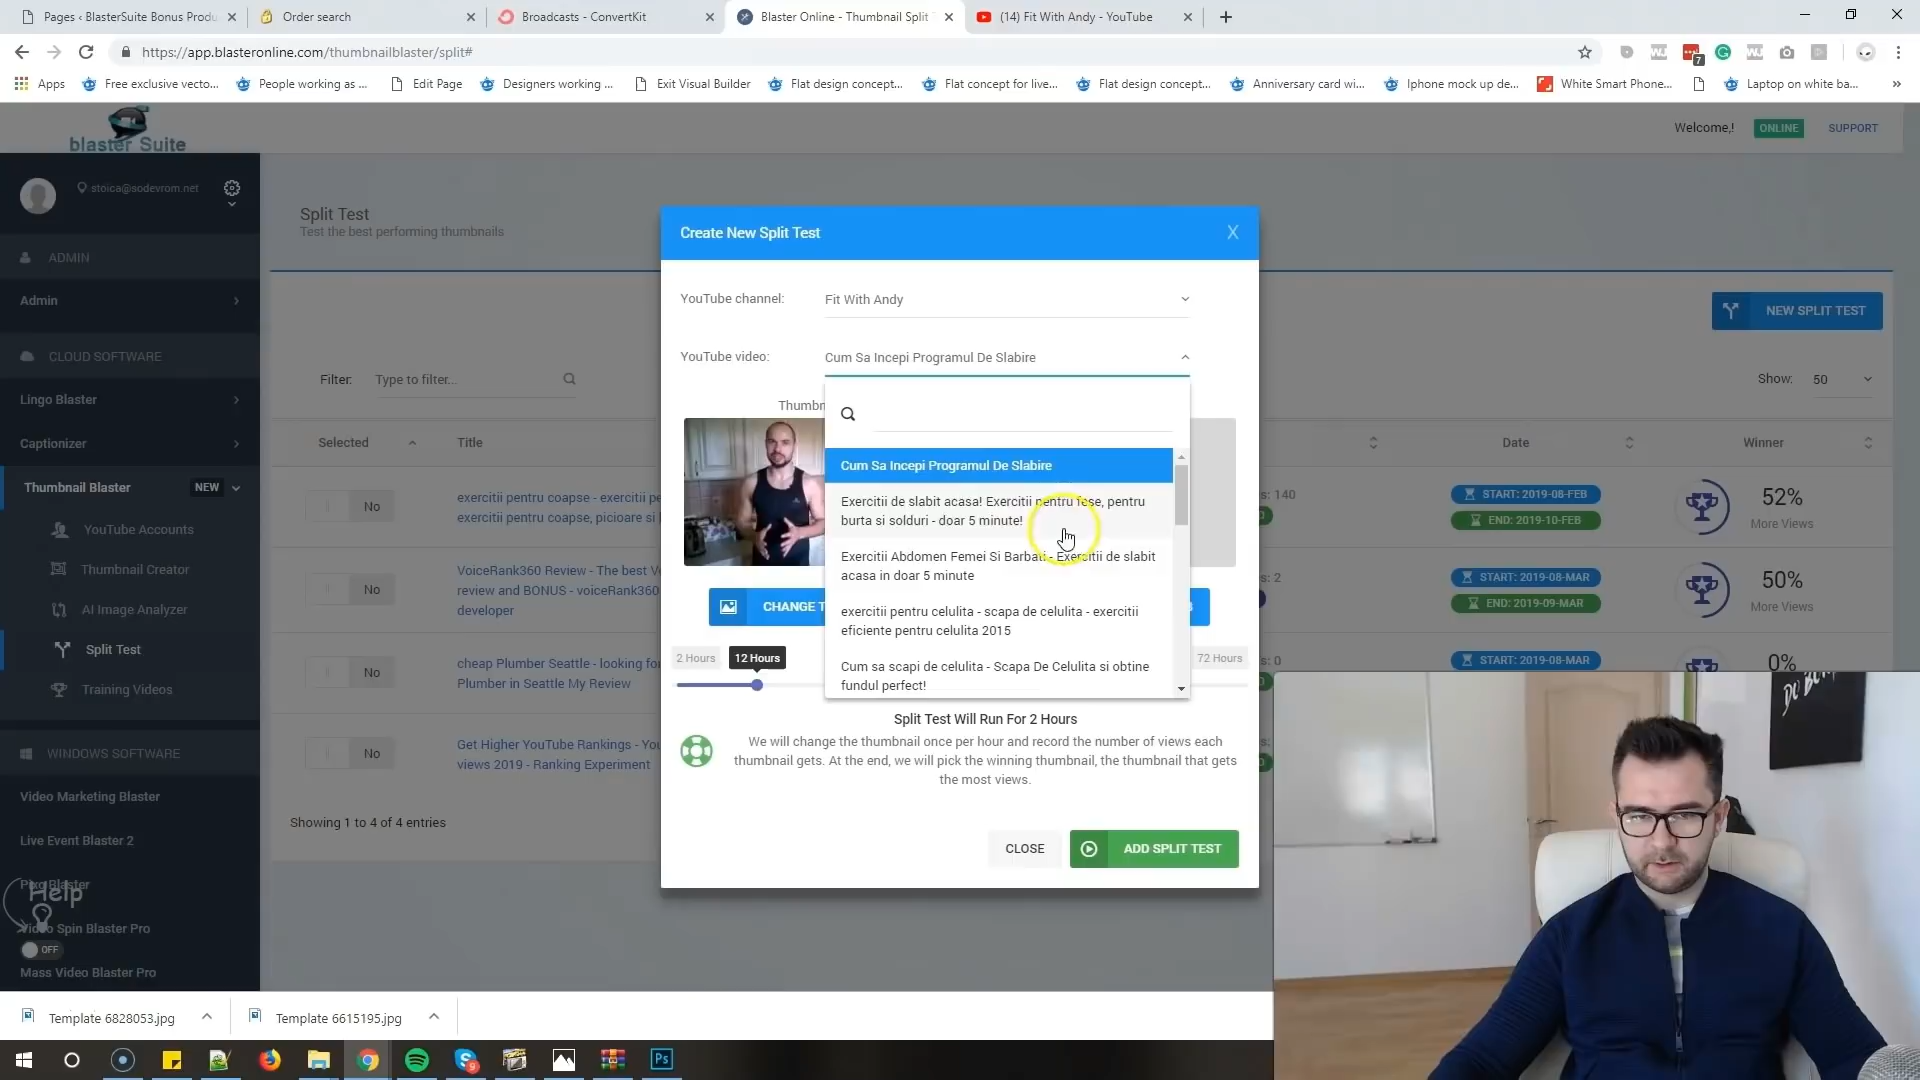 Pages ‹ BlasterSuite Bonus Produ
Order search
Broadcasts - ConvertKit
Blaster Online - Thumbnail Split
(14) Fit With Andy - YouTube
https://app.blasteronline.com/thumbnailblaster/split#
Apps
Free exclusive vecto...
People working as ...
Edit Page
Designers working ...
Exit Visual Builder
Flat design concept...
Flat concept for live...
Flat design concept...
Anniversary card wi...
Iphone mock up de...
White Smart Phone...
Laptop on white ba...
blaster Suite
Welcome,!
ONLINE
SUPPORT
stoica@sodevrom.net
ADMIN
Admin
CLOUD SOFTWARE
Lingo Blaster
Captionizer
Thumbnail Blaster
NEW
YouTube Accounts
Thumbnail Creator
AI Image Analyzer
Split Test
Training Videos
WINDOWS SOFTWARE
Video Marketing Blaster
Live Event Blaster 2
Pixo Blaster
Help
Video Spin Blaster Pro
OFF
Mass Video Blaster Pro
Split Test
Test the best performing thumbnails
NEW SPLIT TEST
Filter:
Type to filter...
Show:
50
Selected
Title
Date
Winner
No
exercitii pentru coapse - exercitii pe
exercitii pentru coapse, picioare si
s: 140
START: 2019-08-FEB
END: 2019-10-FEB
52%
More Views
No
VoiceRank360 Review - The best V
review and BONUS - voiceRank360
developer
s: 2
START: 2019-08-MAR
END: 2019-09-MAR
50%
More Views
No
cheap Plumber Seattle - looking fo
Plumber in Seattle My Review
s: 0
START: 2019-08-MAR
0%
No
Get Higher YouTube Rankings - You
views 2019 - Ranking Experiment
Showing 1 to 4 of 4 entries
Create New Split Test
X
YouTube channel:
Fit With Andy
YouTube video:
Cum Sa Incepi Programul De Slabire
Thumbn
Cum Sa Incepi Programul De Slabire
Exercitii de slabit acasa! Exercitii pentru fese, pentru
burta si solduri - doar 5 minute!
Exercitii Abdomen Femei Si Barbati - Exercitii de slabit
acasa in doar 5 minute
exercitii pentru celulita - scapa de celulita - exercitii
eficiente pentru celulita 2015
Cum sa scapi de celulita - Scapa De Celulita si obtine
fundul perfect!
CHANGE T
2 Hours
12 Hours
72 Hours
Split Test Will Run For 2 Hours
We will change the thumbnail once per hour and record the number of views each
thumbnail gets. At the end, we will pick the winning thumbnail, the thumbnail that gets
the most views.
CLOSE
ADD SPLIT TEST
Template 6828053.jpg
Template 6615195.jpg